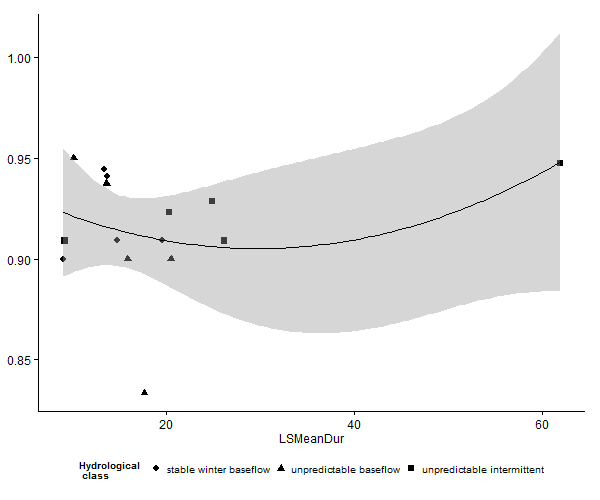 1.00
0.95
0.90
0.85
20 40 60
LSMeanDur
Hydrological
class
stable winter baseflow unpredictable baseflow unpredictable intermittent